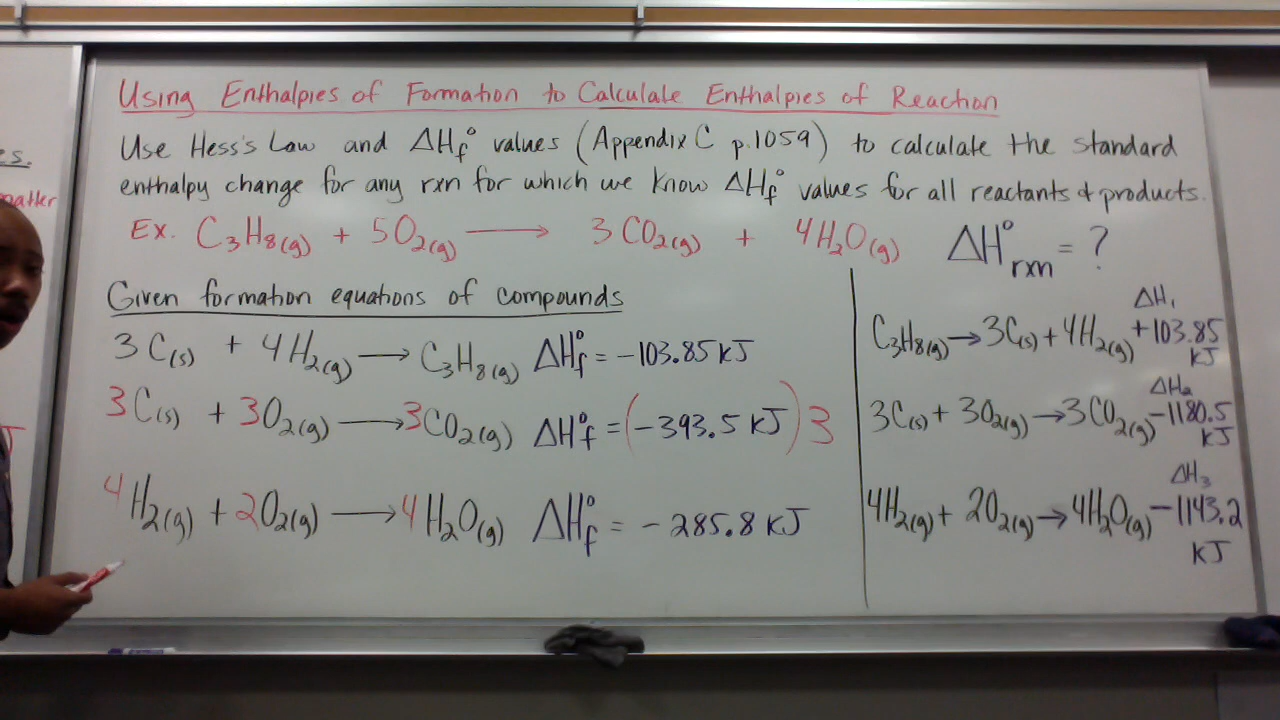 Using Enthalpies of Formation to Calculate Enthalpies of Reaction
Use Hess's Law and ΔH°f values (Appendix C p.1059) to calculate the standard
enthalpy change for any rxn for which we know ΔH°f values for all reactants & products.
Ex. C₃H₈(g) + 5O₂(g) → 3CO₂(g) + 4H₂O(g) ΔH°rxn = ?
Given formation equations of compounds
3C(s) + 4H₂(g) → C₃H₈(g) ΔH°f = -103.85 kJ
3C(s) + 3O₂(g) → 3CO₂(g) ΔH°f = (-393.5 kJ)3
4H₂(g) + 2O₂(g) → 4H₂O(g) ΔH°f = -285.8 kJ
ΔH₁
C₃H₈(g) → 3C(s) + 4H₂(g) +103.85
kJ
ΔH₂
3C(s) + 3O₂(g) → 3CO₂(g) -1180.5
kJ
ΔH₃
4H₂(g) + 2O₂(g) → 4H₂O(g) -1143.2
kJ
es.
matter